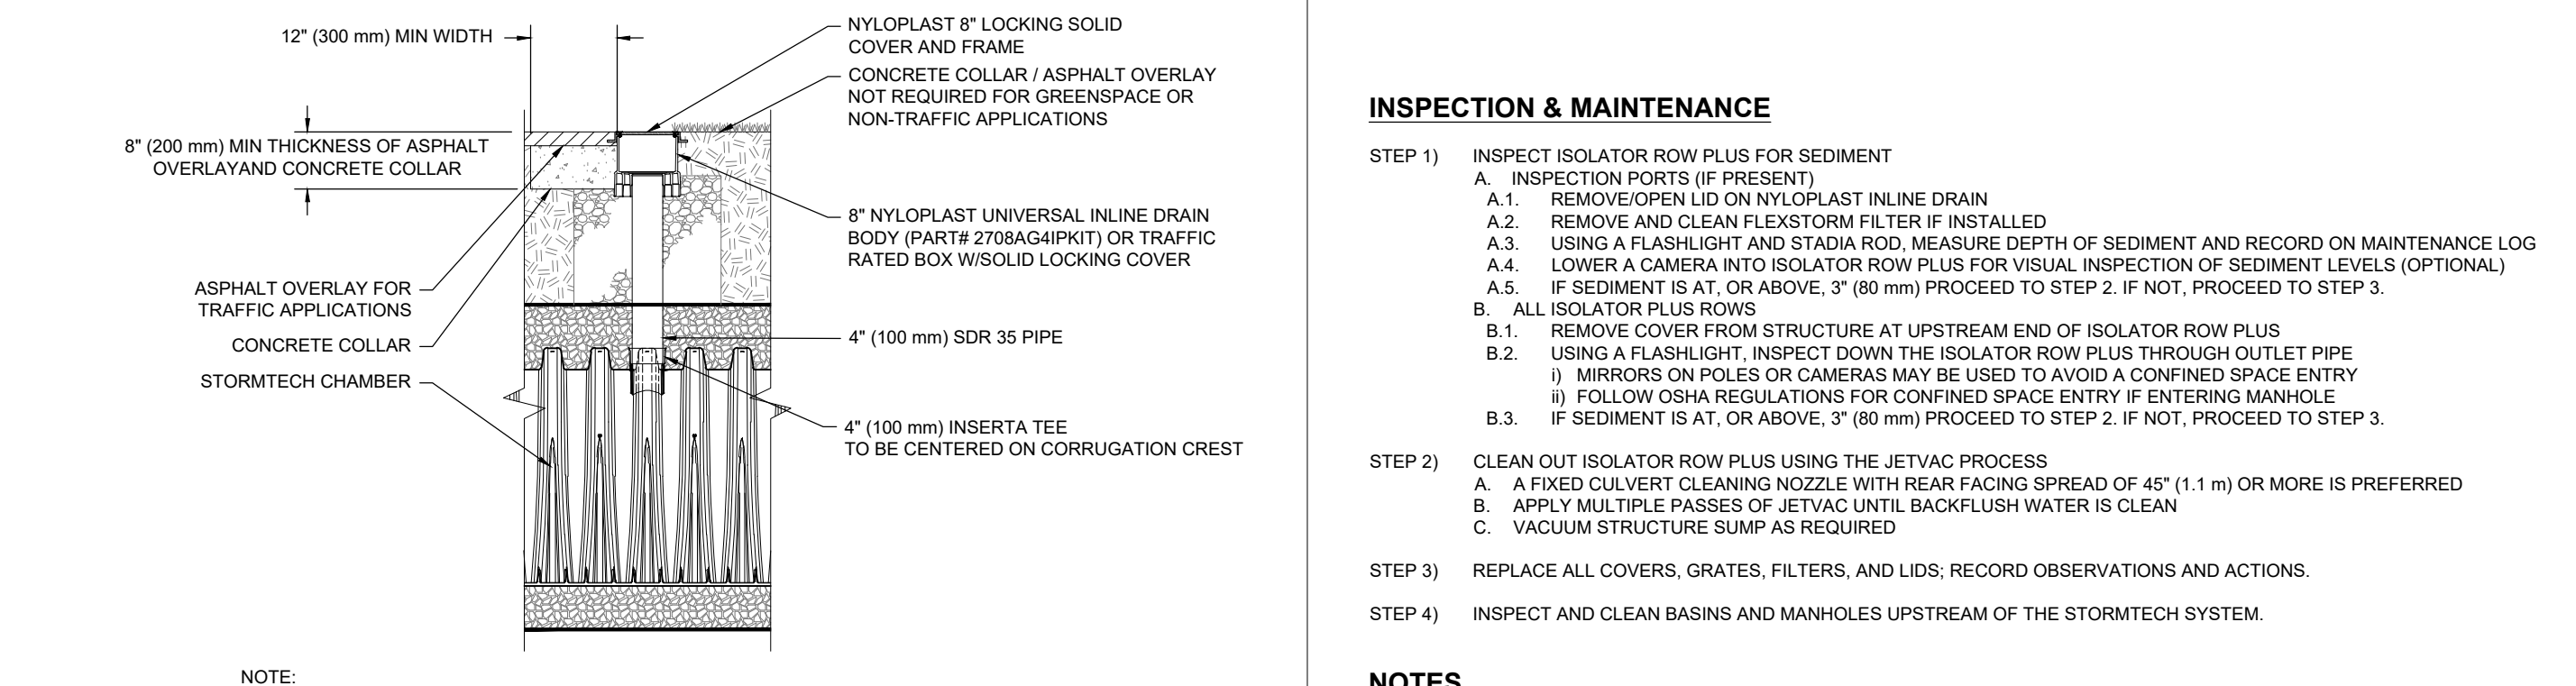 12" (300 mm) MIN WIDTH
8" (200 mm) MIN THICKNESS OF ASPHALT
OVERLAYAND CONCRETE COLLAR
ASPHALT OVERLAY FOR
TRAFFIC APPLICATIONS
CONCRETE COLLAR
STORMTECH CHAMBER
NYLOPLAST 8" LOCKING SOLID
COVER AND FRAME
CONCRETE COLLAR / ASPHALT OVERLAY
NOT REQUIRED FOR GREENSPACE OR
NON-TRAFFIC APPLICATIONS
8" NYLOPLAST UNIVERSAL INLINE DRAIN
BODY (PART# 2708AG4IPKIT) OR TRAFFIC
RATED BOX W/SOLID LOCKING COVER
4" (100 mm) SDR 35 PIPE
4" (100 mm) INSERTA TEE
TO BE CENTERED ON CORRUGATION CREST
NOTE:
INSPECTION & MAINTENANCE
STEP 1) INSPECT ISOLATOR ROW PLUS FOR SEDIMENT
A. INSPECTION PORTS (IF PRESENT)
A.1. REMOVE/OPEN LID ON NYLOPLAST INLINE DRAIN
A.2. REMOVE AND CLEAN FLEXSTORM FILTER IF INSTALLED
A.3. USING A FLASHLIGHT AND STADIA ROD, MEASURE DEPTH OF SEDIMENT AND RECORD ON MAINTENANCE LOG
A.4. LOWER A CAMERA INTO ISOLATOR ROW PLUS FOR VISUAL INSPECTION OF SEDIMENT LEVELS (OPTIONAL)
A.5. IF SEDIMENT IS AT, OR ABOVE, 3" (80 mm) PROCEED TO STEP 2. IF NOT, PROCEED TO STEP 3.
B. ALL ISOLATOR PLUS ROWS
B.1. REMOVE COVER FROM STRUCTURE AT UPSTREAM END OF ISOLATOR ROW PLUS
B.2. USING A FLASHLIGHT, INSPECT DOWN THE ISOLATOR ROW PLUS THROUGH OUTLET PIPE
i) MIRRORS ON POLES OR CAMERAS MAY BE USED TO AVOID A CONFINED SPACE ENTRY
ii) FOLLOW OSHA REGULATIONS FOR CONFINED SPACE ENTRY IF ENTERING MANHOLE
B.3. IF SEDIMENT IS AT, OR ABOVE, 3" (80 mm) PROCEED TO STEP 2. IF NOT, PROCEED TO STEP 3.
STEP 2) CLEAN OUT ISOLATOR ROW PLUS USING THE JETVAC PROCESS
A. A FIXED CULVERT CLEANING NOZZLE WITH REAR FACING SPREAD OF 45" (1.1 m) OR MORE IS PREFERRED
B. APPLY MULTIPLE PASSES OF JETVAC UNTIL BACKFLUSH WATER IS CLEAN
C. VACUUM STRUCTURE SUMP AS REQUIRED
STEP 3) REPLACE ALL COVERS, GRATES, FILTERS, AND LIDS; RECORD OBSERVATIONS AND ACTIONS.
STEP 4) INSPECT AND CLEAN BASINS AND MANHOLES UPSTREAM OF THE STORMTECH SYSTEM.
NOTES